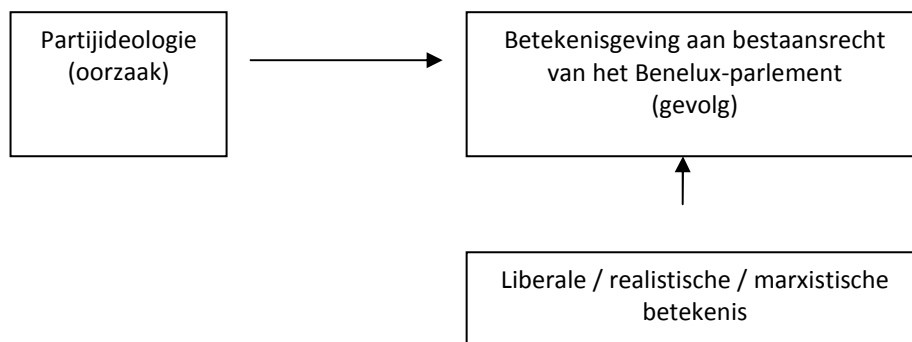 Partijideologie
(oorzaak)
Betekenisgeving aan bestaansrecht
van het Benelux-parlement
(gevolg)
Liberale / realistische / marxistische
betekenis